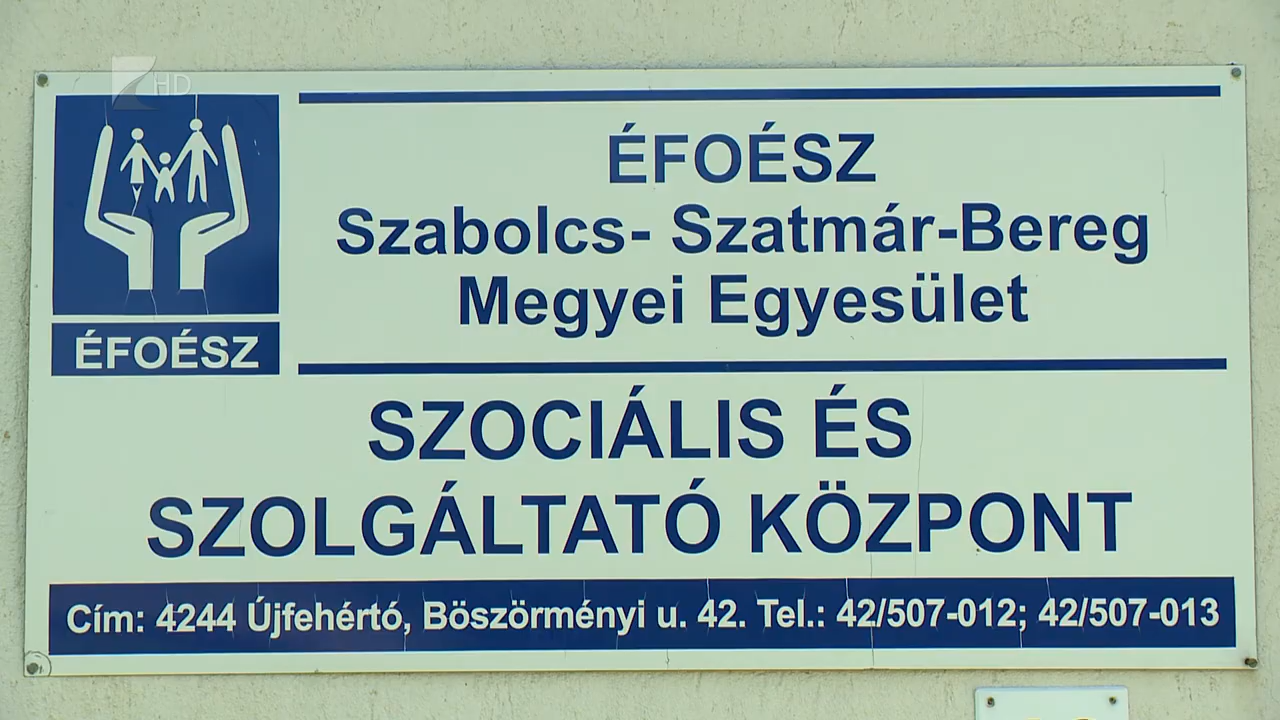 HD
ÉFOÉSZ
Szabolcs- Szatmár-Bereg
Megyei Egyesület
ÉFOÉSZ
SZOCIÁLIS ÉS
SZOLGÁLTATÓ KÖZPONT
Cím: 4244 Újfehértó, Böszörményi u. 42. Tel.: 42/507-012; 42/507-013